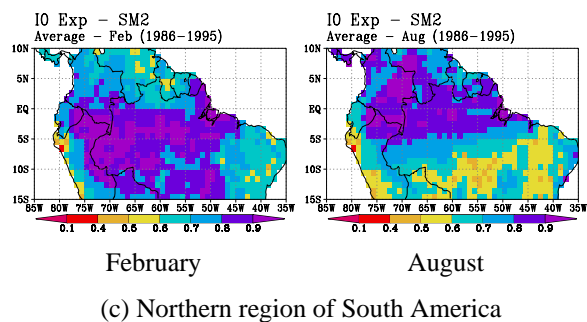 IO Exp - SM2
Average - Feb (1986-1995)
10N
5N
EQ
5S
10S
15S
85W 80W 75W 70W 65W 60W 55W 50W 45W 40W 35W
0.1 0.4 0.5 0.6 0.7 0.8 0.9
February
IO Exp - SM2
Average - Aug (1986-1995)
10N
5N
EQ
5S
10S
15S
85W 80W 75W 70W 65W 60W 55W 50W 45W 40W 35W
0.1 0.4 0.5 0.6 0.7 0.8 0.9
August
(c) Northern region of South America